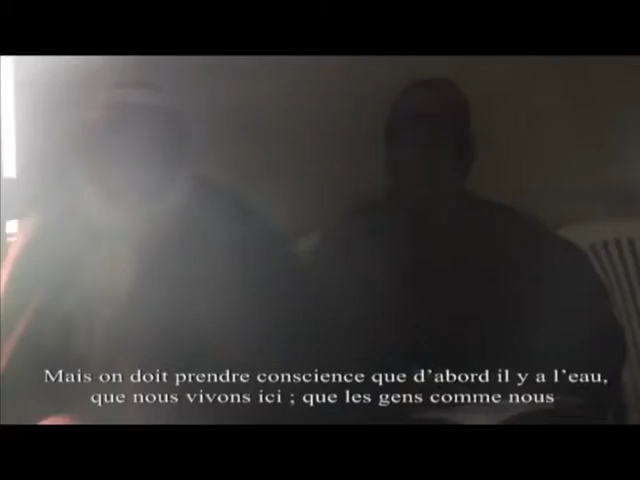 Mais on doit prendre conscience que d'abord il y a l'eau,
que nous vivons ici ; que les gens comme nous